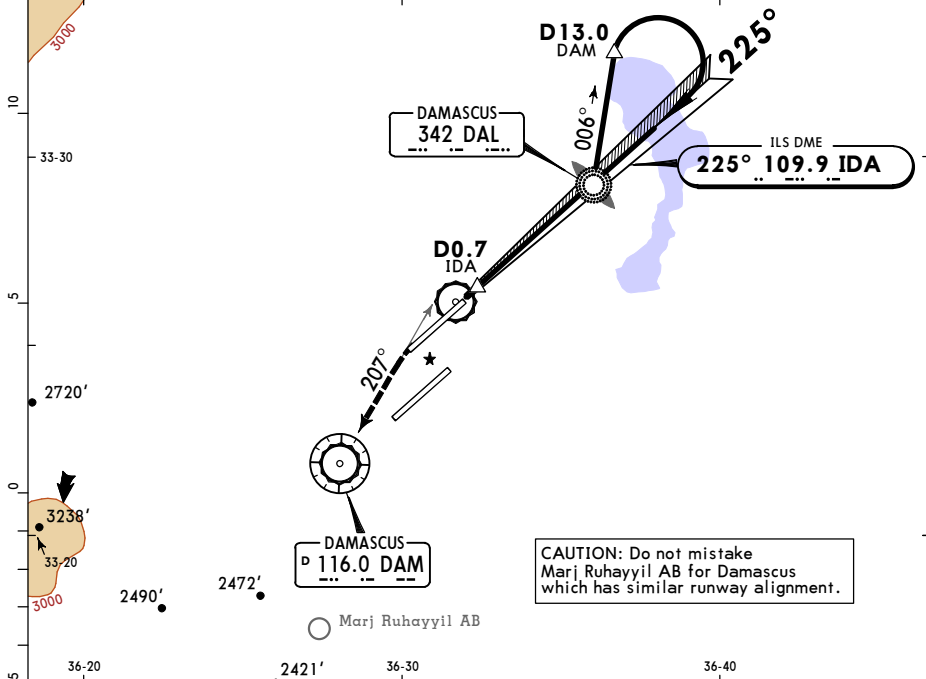 3000
D13.0
DAM
225°
10
DAMASCUS
342 DAL
006°
ILS DME
225° 109.9 IDA
33-30
D0.7
IDA
5
207°
2720'
0
3238'
33-20
3000
DAMASCUS
D 116.0 DAM
CAUTION: Do not mistake
Marj Ruhayyil AB for Damascus
which has similar runway alignment.
2490'
2472'
Marj Ruhayyil AB
36-20
2421'
36-30
36-40
5